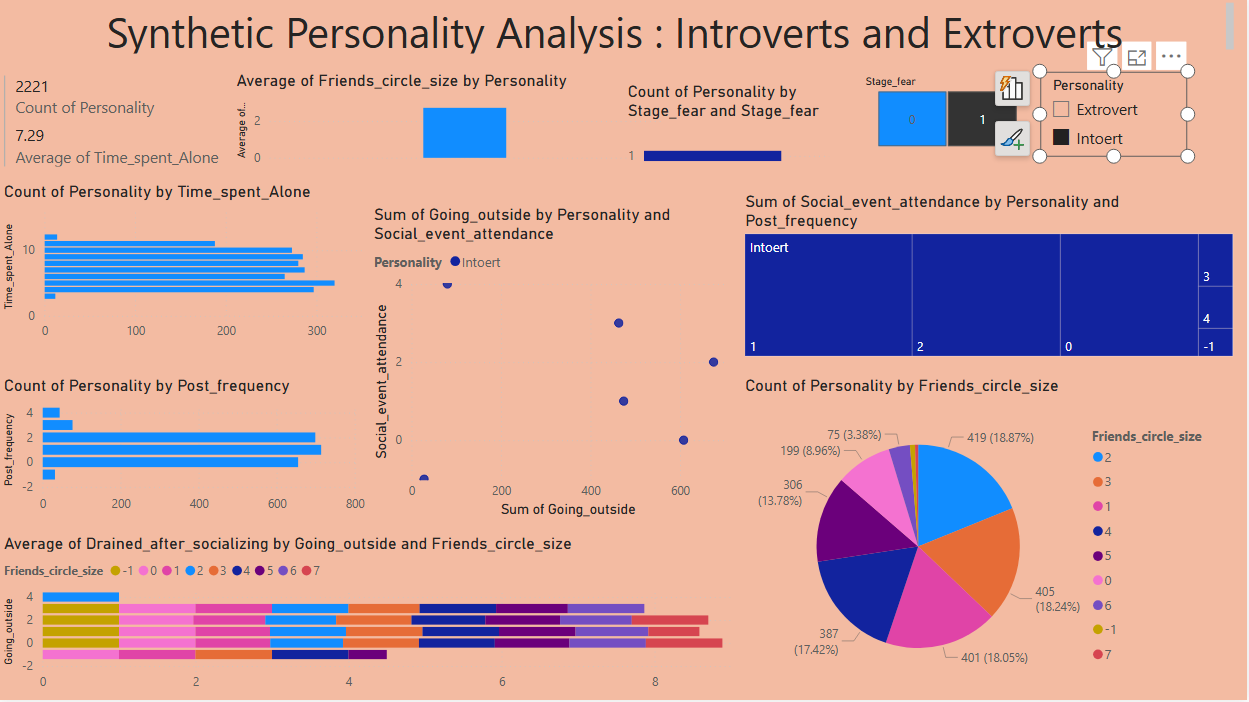 Synthetic Personality Analysis : Introverts and Extroverts
2221
Count of Personality
7.29
Average of Time_spent_Alone
Average of Friends_circle_size by Personality
Average of...
2
0
Count of Personality by
Stage_fear and Stage_fear
1
Stage_fear
0
1
Personality
Extrovert
Intoert
Count of Personality by Time_spent_Alone
Time_spent_Alone
10
0
0 100 200 300
Sum of Going_outside by Personality and
Social_event_attendance
Personality Intoert
Social_event_attendance
4
2
0
0 200 400 600
Sum of Going_outside
Sum of Social_event_attendance by Personality and
Post_frequency
Intoert
1
2
0
3
4
-1
Count of Personality by Post_frequency
Post_frequency
4
2
0
-2
0 200 400 600 800
Count of Personality by Friends_circle_size
419 (18.87%)
405
(18.24%)
401 (18.05%)
387
(17.42%)
306
(13.78%)
199 (8.96%)
75 (3.38%)
Friends_circle_size
2
3
1
4
5
0
6
-1
7
Average of Drained_after_socializing by Going_outside and Friends_circle_size
Friends_circle_size -1 0 1 2 3 4 5 6 7
Going_outside
4
2
0
-2
0 2 4 6 8